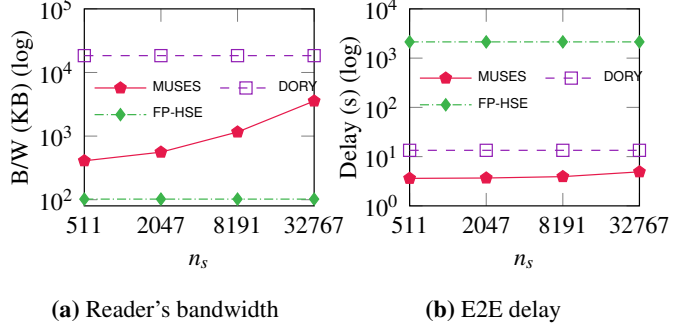 B/W (KB) (log)
10^5
10^4
10^3
10^2
MUSES
DORY
FP-HSE
511 2047 8191 32767
n_s
(a) Reader's bandwidth
Delay (s) (log)
10^4
10^3
10^2
10^1
10^0
MUSES
DORY
FP-HSE
511 2047 8191 32767
n_s
(b) E2E delay